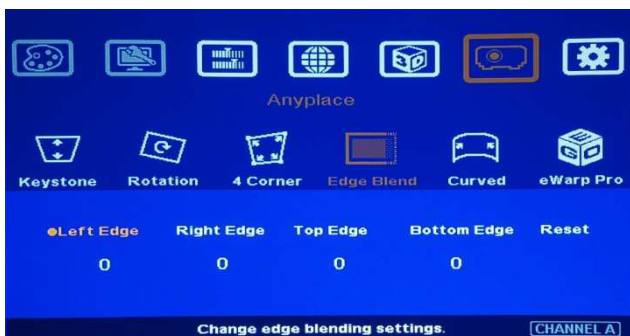 3D
Anyplace
Keystone Rotation 4 Corner Edge Blend Curved eWarp Pro
Left Edge Right Edge Top Edge Bottom Edge Reset
0 0 0 0
Change edge blending settings.
CHANNEL A